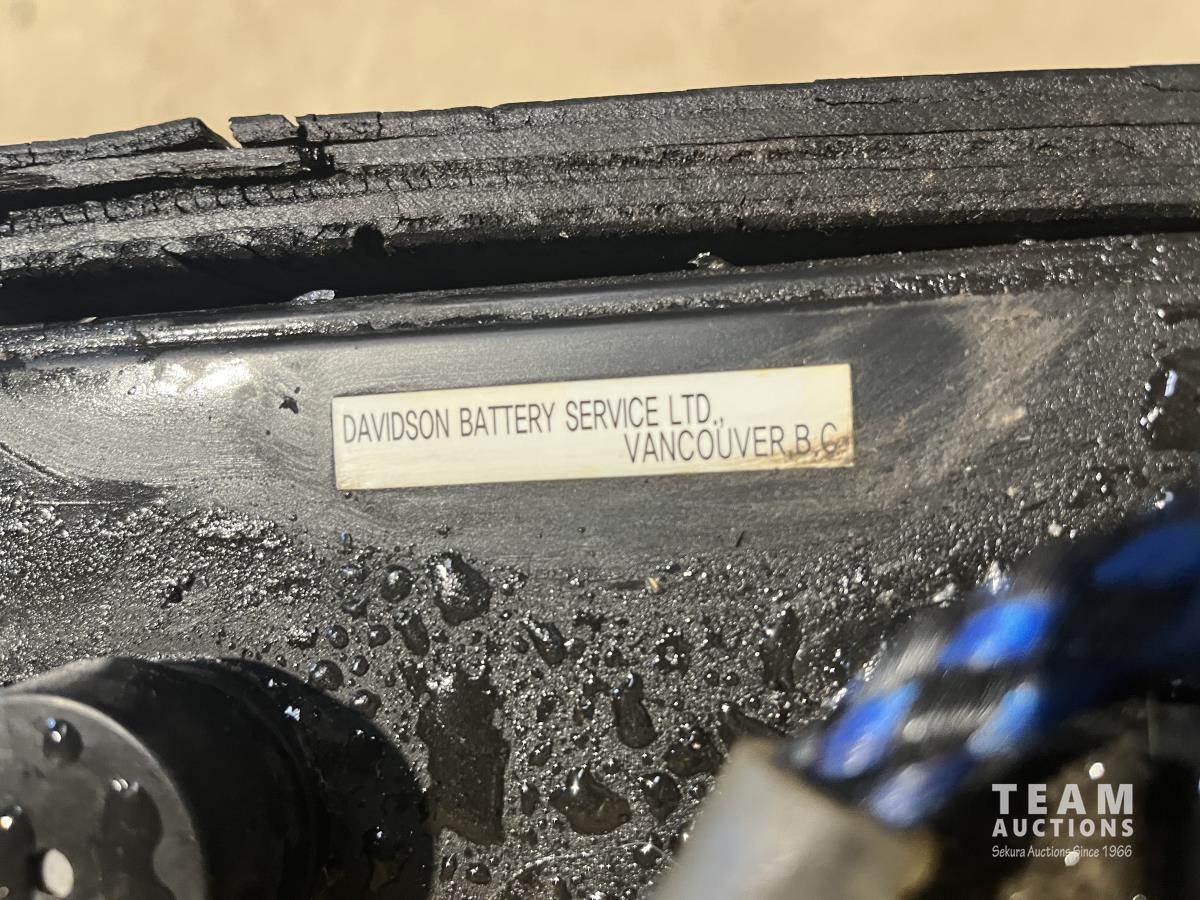 DAVIDSON BATTERY SERVICE LTD.,
VANCOUVER, B.C.
TEAM
AUCTIONS
Sekura Auctions Since 1966